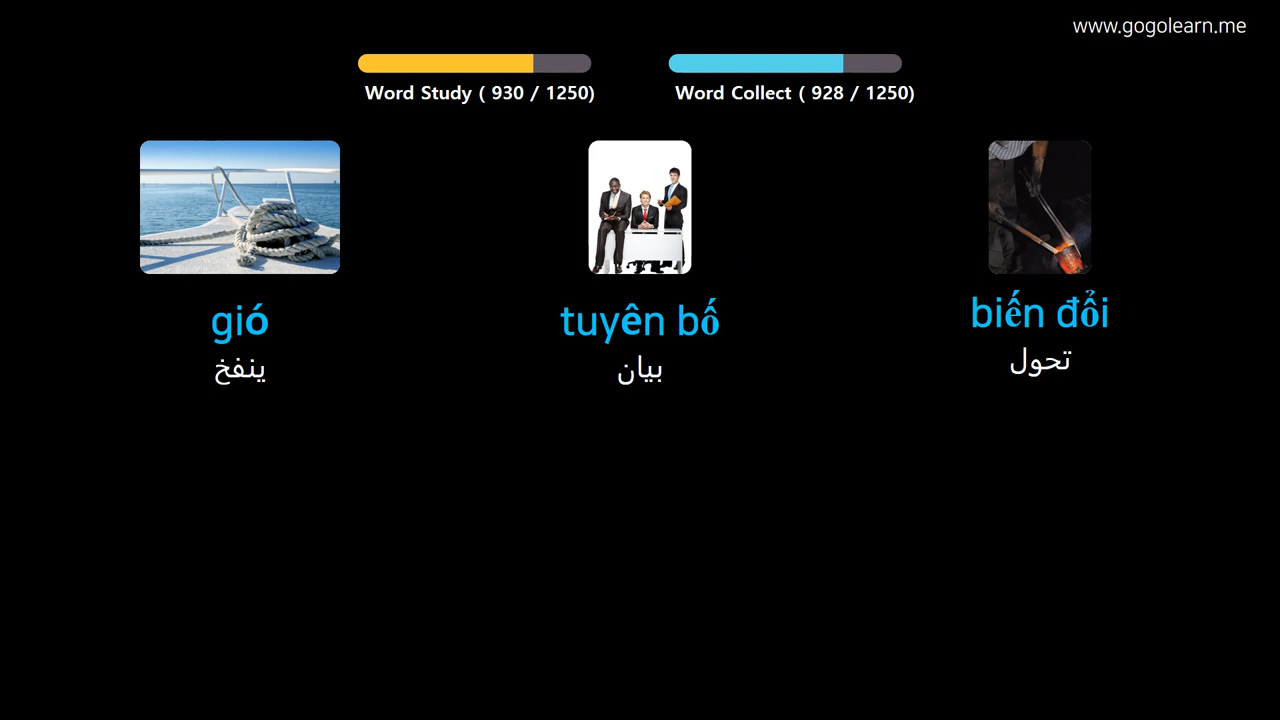 www.gogolearn.me
Word Study ( 930 / 1250)
Word Collect ( 928 / 1250)
gió
ينفخ
tuyên bố
بيان
biến đổi
تحول